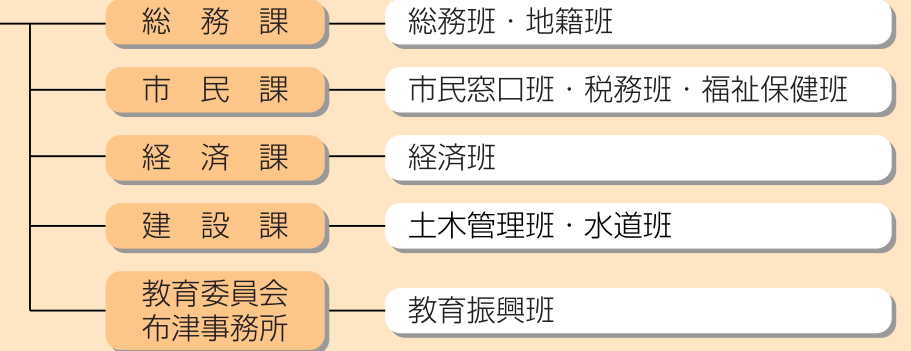 総務課 総務班・地籍班
市民課 市民窓口班・税務班・福祉保健班
経済課 経済班
建設課 土木管理班・水道班
教育委員会
布津事務所 教育振興班